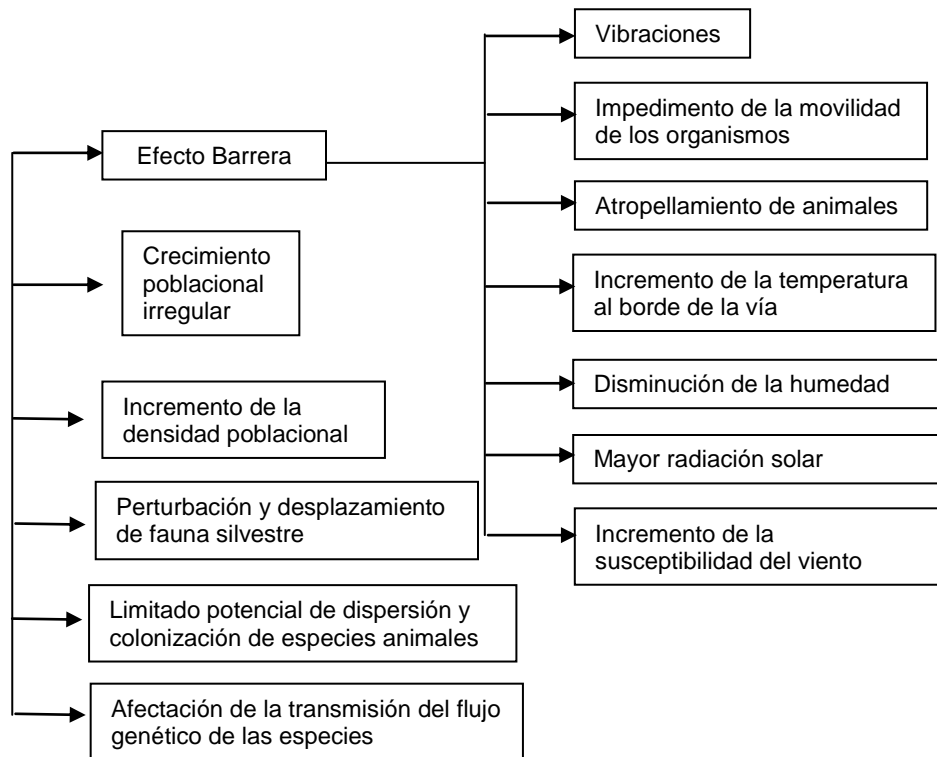 Efecto Barrera
Crecimiento
poblacional
irregular
Incremento de la
densidad poblacional
Perturbación y desplazamiento
de fauna silvestre
Limitado potencial de dispersión y
colonización de especies animales
Afectación de la transmisión del flujo
genético de las especies
Vibraciones
Impedimento de la movilidad
de los organismos
Atropellamiento de animales
Incremento de la temperatura
al borde de la vía
Disminución de la humedad
Mayor radiación solar
Incremento de la
susceptibilidad del viento